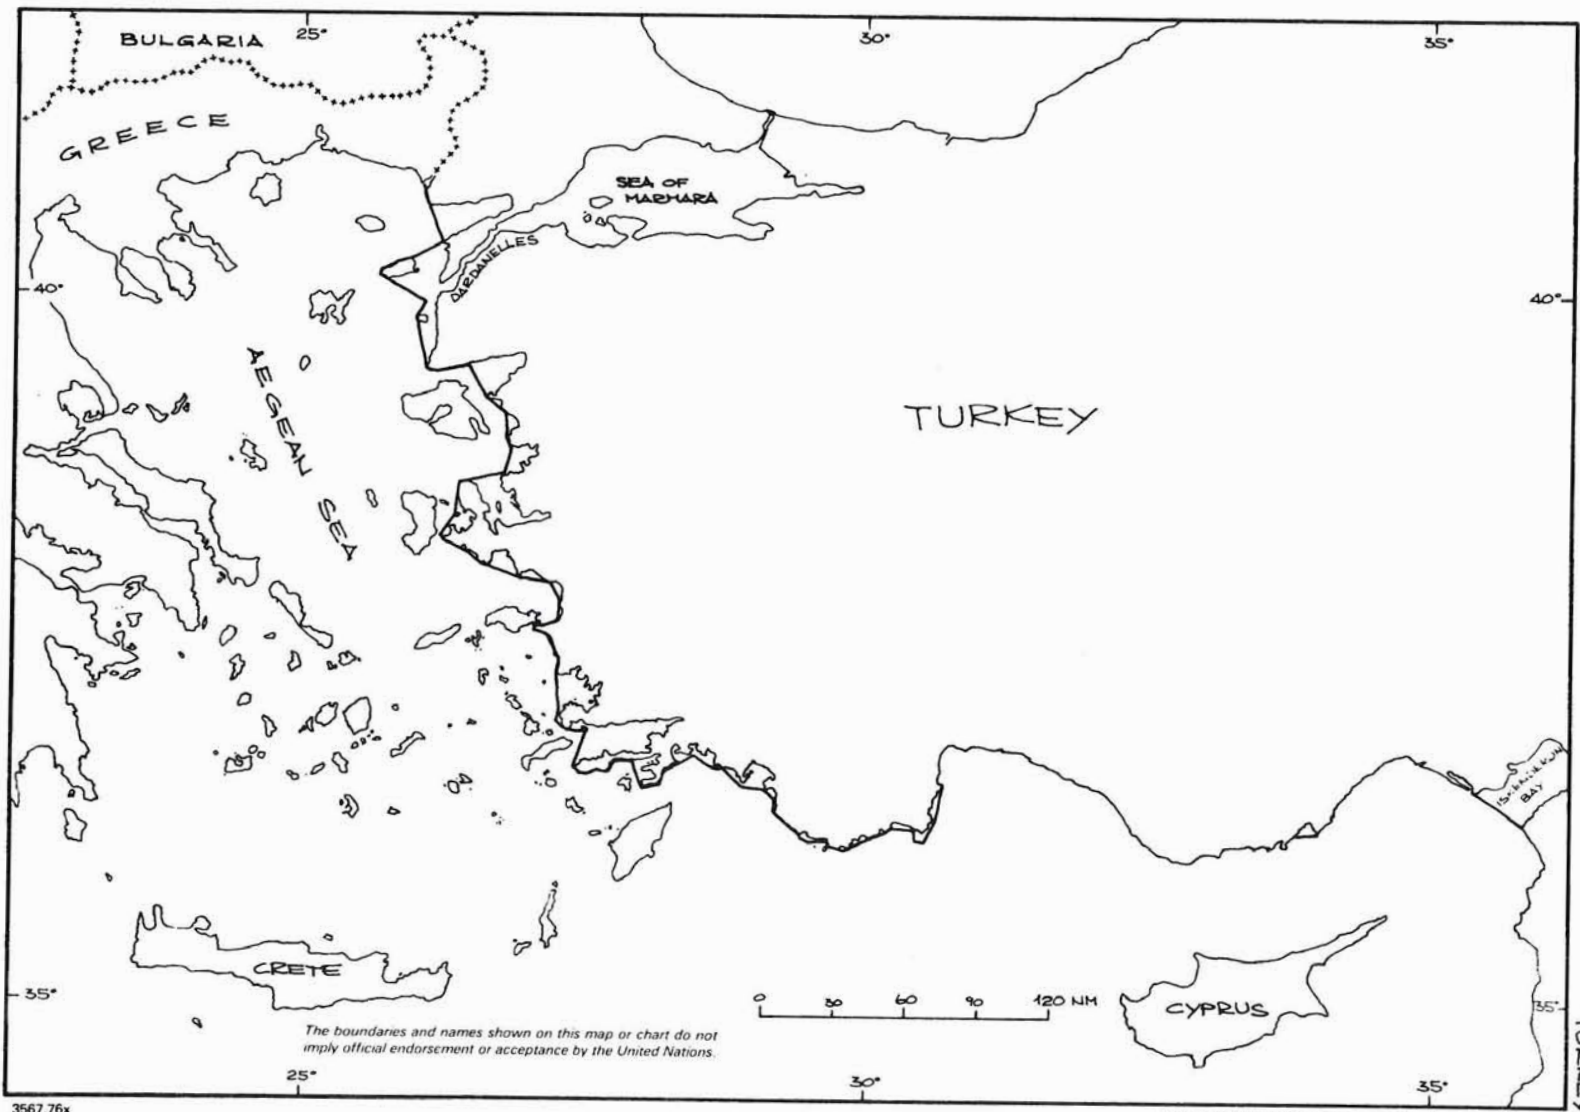 25°
30°
35°
BULGARIA
GREECE
SEA OF
MARMARA
DARDANELLES
40°
40°
AEGEAN SEA
TURKEY
ISKENDERUN
BAY
CRETE
0 30 60 90 120 NM
CYPRUS
35°
35°
The boundaries and names shown on this map or chart do not
imply official endorsement or acceptance by the United Nations.
25°
30°
35°
3567.76x